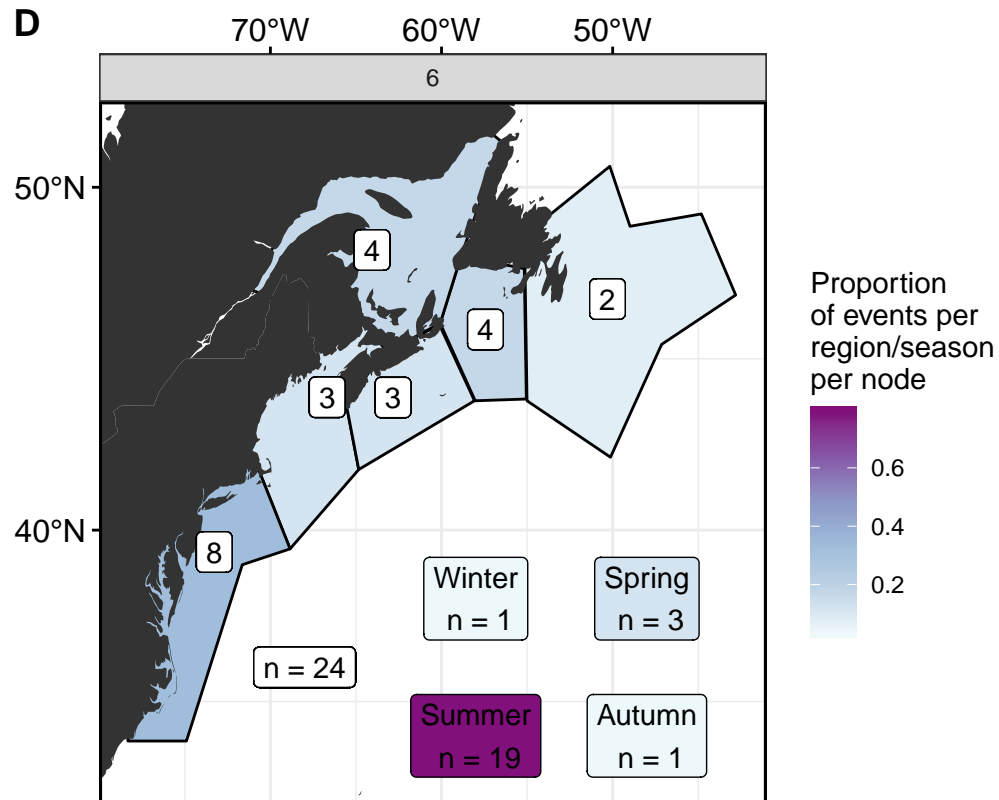 D
70°W 60°W 50°W
6
50°N
40°N
4
2
4
3
3
8
n = 24
Winter
n = 1
Spring
n = 3
Summer
n = 19
Autumn
n = 1
Proportion
of events per
region/season
per node
0.6
0.4
0.2